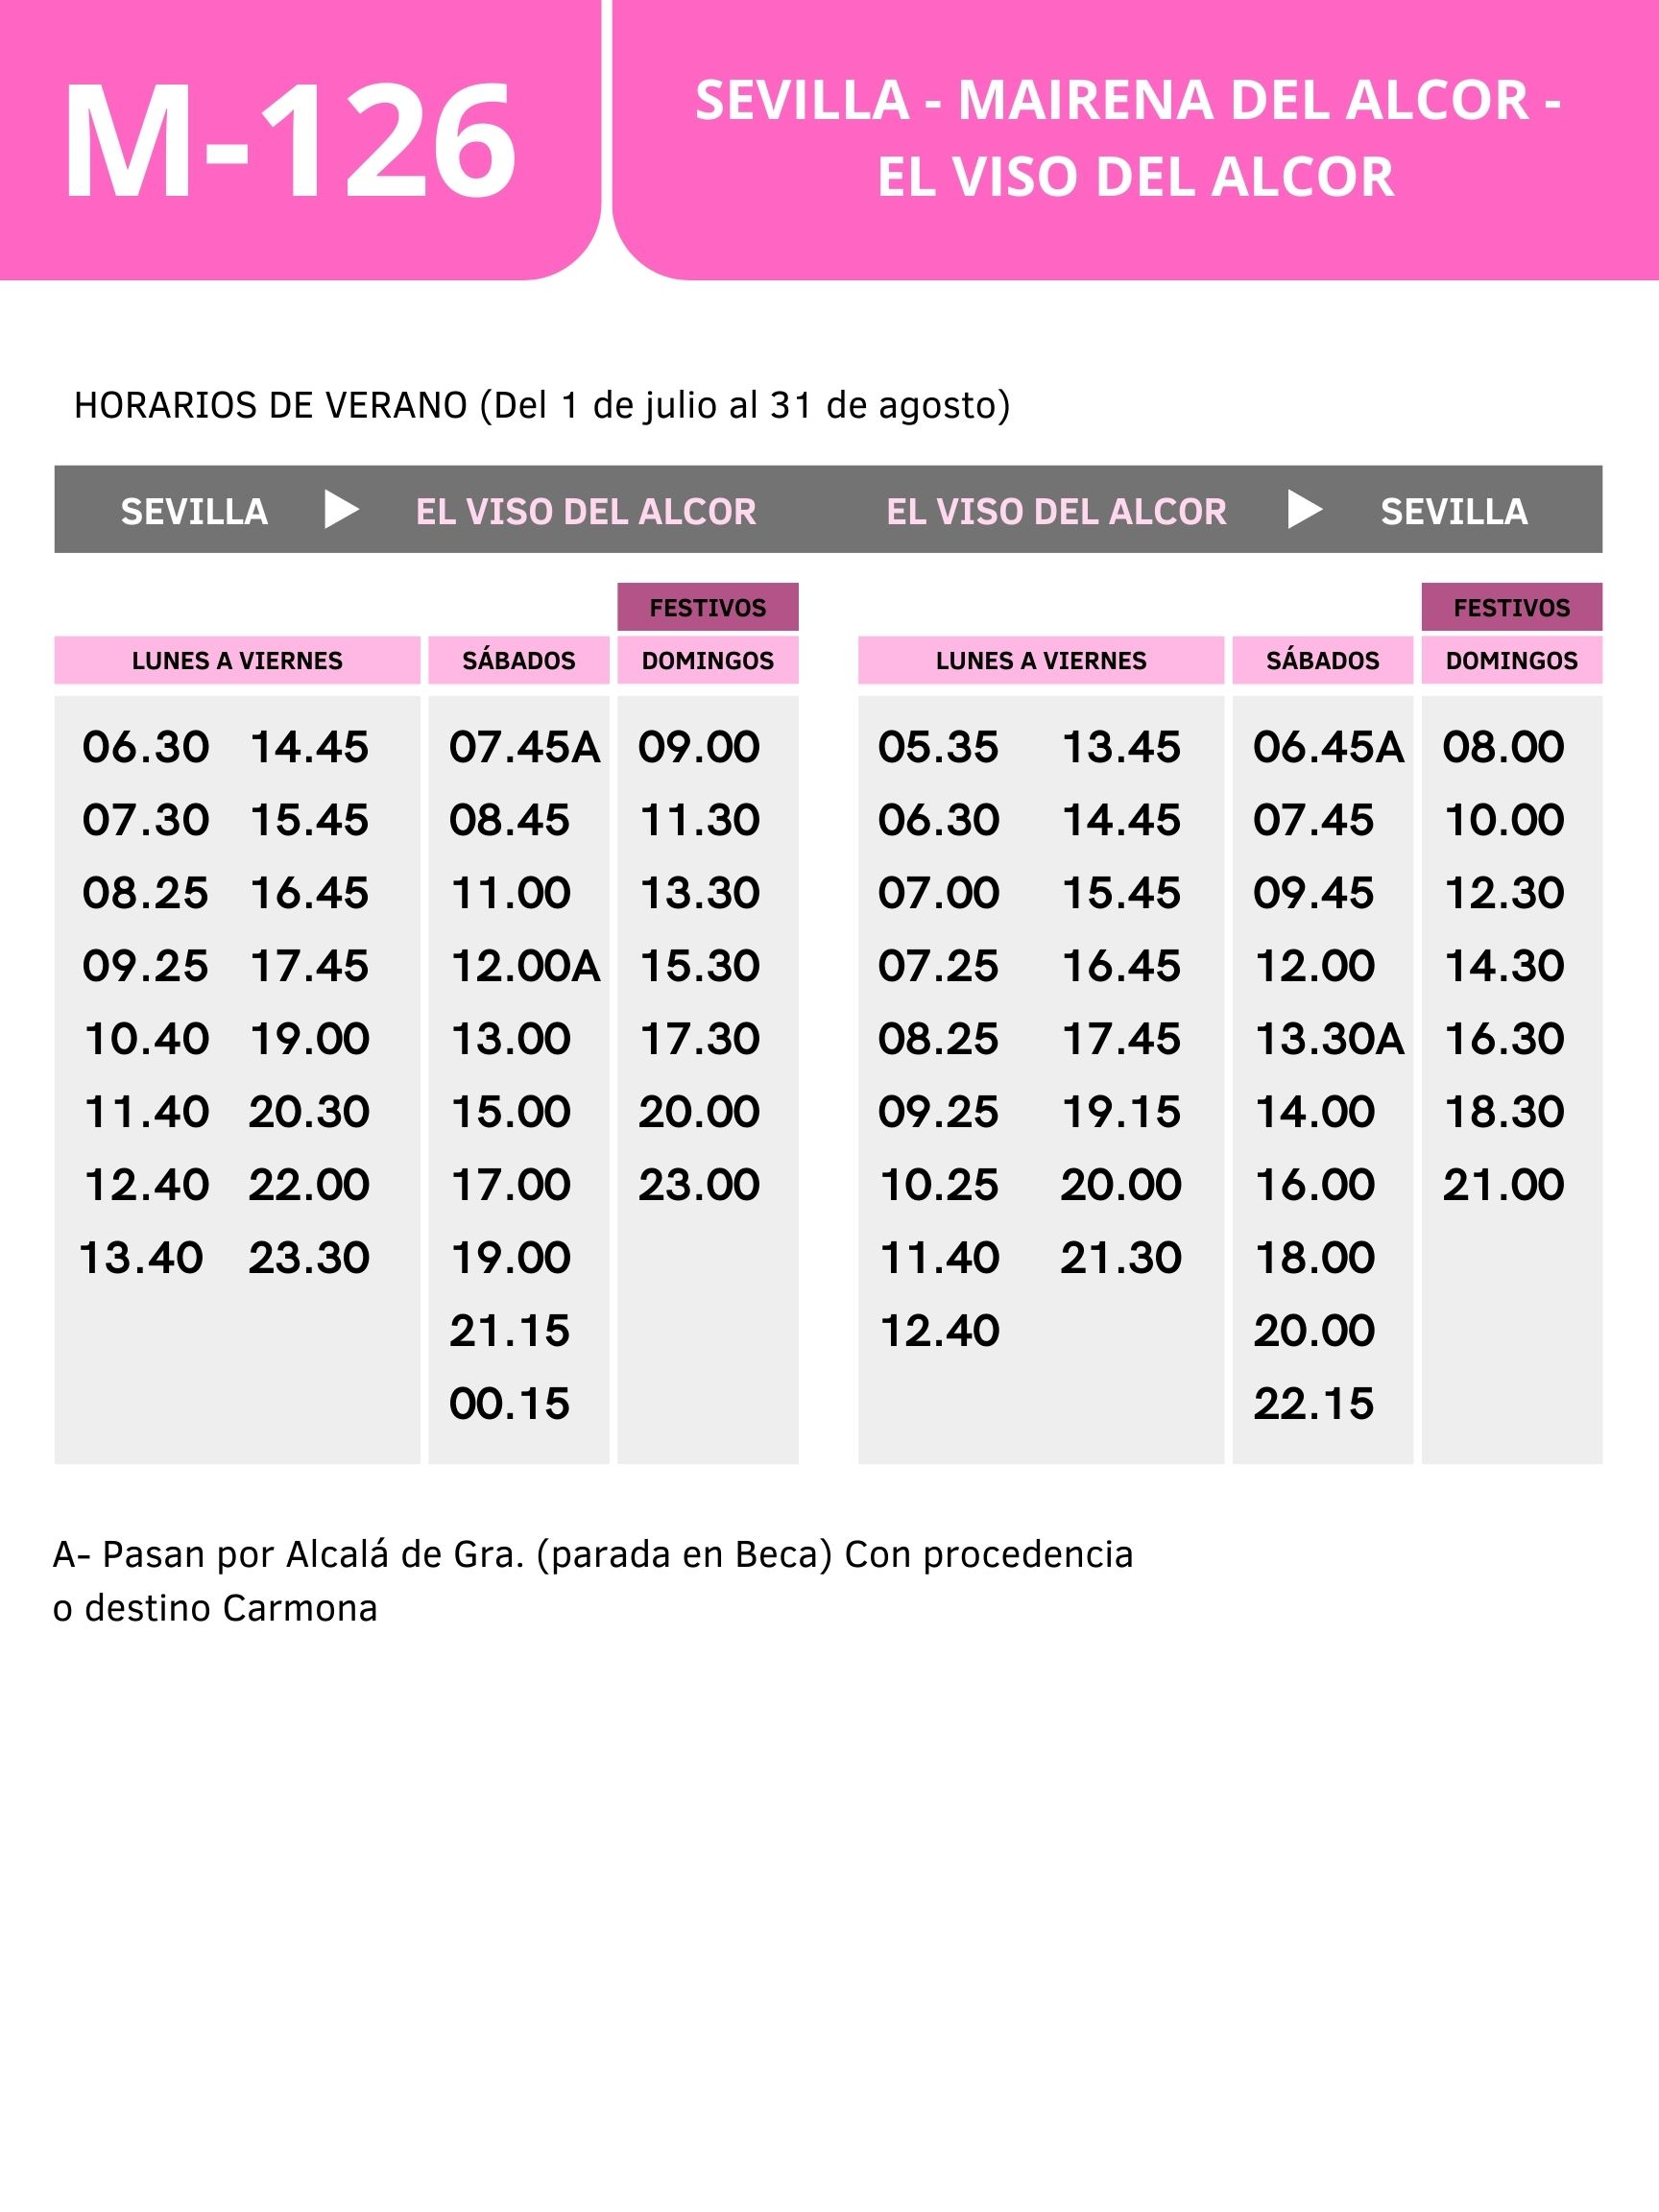 M-126
SEVILLA - MAIRENA DEL ALCOR -
EL VISO DEL ALCOR
HORARIOS DE VERANO (Del 1 de julio al 31 de agosto)
SEVILLA ▶ EL VISO DEL ALCOR EL VISO DEL ALCOR ▶ SEVILLA
FESTIVOS FESTIVOS
LUNES A VIERNES SÁBADOS DOMINGOS LUNES A VIERNES SÁBADOS DOMINGOS
06.30 14.45 07.45A 09.00 05.35 13.45 06.45A 08.00
07.30 15.45 08.45 11.30 06.30 14.45 07.45 10.00
08.25 16.45 11.00 13.30 07.00 15.45 09.45 12.30
09.25 17.45 12.00A 15.30 07.25 16.45 12.00 14.30
10.40 19.00 13.00 17.30 08.25 17.45 13.30A 16.30
11.40 20.30 15.00 20.00 09.25 19.15 14.00 18.30
12.40 22.00 17.00 23.00 10.25 20.00 16.00 21.00
13.40 23.30 19.00 11.40 21.30 18.00
21.15 12.40 20.00
00.15 22.15
A- Pasan por Alcalá de Gra. (parada en Beca) Con procedencia
o destino Carmona